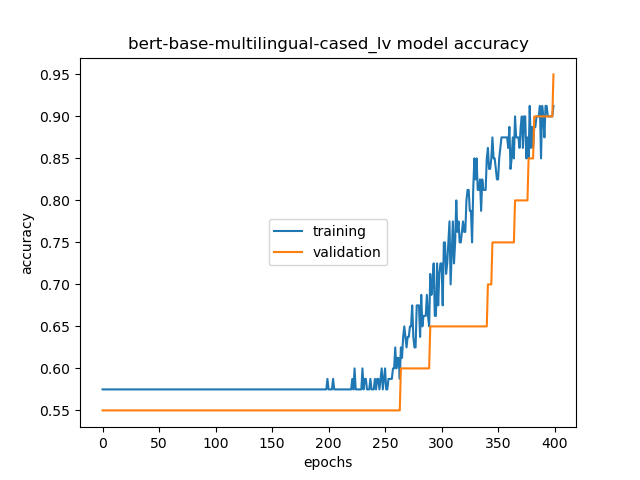 bert-base-multilingual-cased_lv model accuracy
0.95
0.90
0.85
0.80
0.75
0.70
0.65
0.60
0.55
accuracy
training
validation
0 50 100 150 200 250 300 350 400
epochs